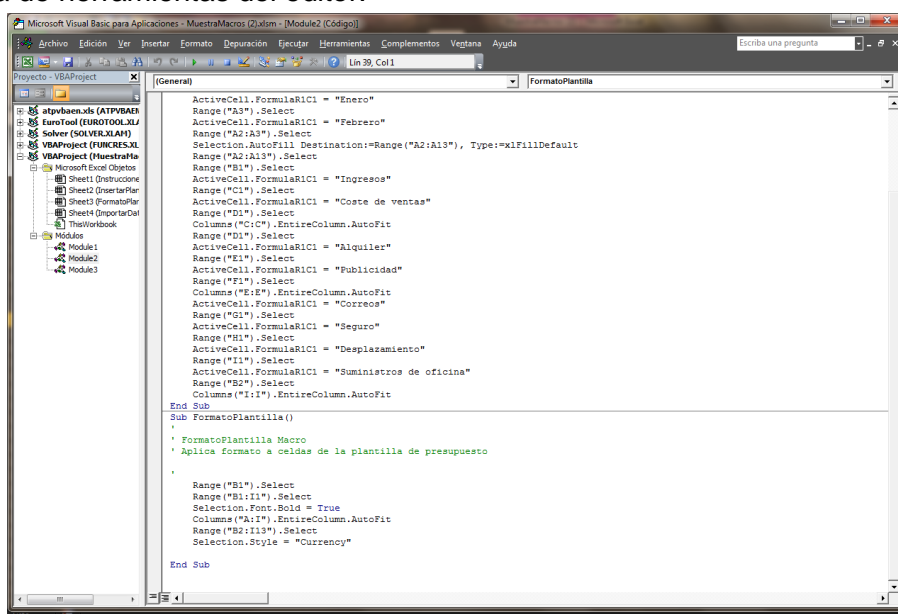 a de herramientas del editor.
Microsoft Visual Basic para Aplicaciones - MuestraMacros (2).xlsm - [Module2 (Código)]
Archivo Edición Ver Insertar Formato Depuración Ejecutar Herramientas Complementos Ventana Ayuda
Escriba una pregunta
Lín 39, Col 1
Proyecto - VBAProject
(General)
FormatoPlantilla
atpvbaen.xls (ATPVBAEN
EuroTool (EUROTOOL.XLA
Solver (SOLVER.XLAM)
VBAProject (FUNCRES.XL
VBAProject (MuestraMa
Microsoft Excel Objetos
Sheet1 (Instruccione
Sheet2 (InsertarPlan
Sheet3 (FormatoPlan
Sheet4 (ImportarDat
ThisWorkbook
Módulos
Module1
Module2
Module3
ActiveCell.FormulaR1C1 = "Enero"
Range("A3").Select
ActiveCell.FormulaR1C1 = "Febrero"
Range("A2:A3").Select
Selection.AutoFill Destination:=Range("A2:A13"), Type:=xlFillDefault
Range("A2:A13").Select
Range("B1").Select
ActiveCell.FormulaR1C1 = "Ingresos"
Range("C1").Select
ActiveCell.FormulaR1C1 = "Coste de ventas"
Range("D1").Select
Columns("C:C").EntireColumn.AutoFit
Range("D1").Select
ActiveCell.FormulaR1C1 = "Alquiler"
Range("E1").Select
ActiveCell.FormulaR1C1 = "Publicidad"
Range("F1").Select
Columns("E:E").EntireColumn.AutoFit
ActiveCell.FormulaR1C1 = "Correos"
Range("G1").Select
ActiveCell.FormulaR1C1 = "Seguro"
Range("H1").Select
ActiveCell.FormulaR1C1 = "Desplazamiento"
Range("I1").Select
ActiveCell.FormulaR1C1 = "Suministros de oficina"
Range("B2").Select
Columns("I:I").EntireColumn.AutoFit
End Sub
Sub FormatoPlantilla()
'
' FormatoPlantilla Macro
' Aplica formato a celdas de la plantilla de presupuesto
'
Range("B1").Select
Range("B1:I1").Select
Selection.Font.Bold = True
Columns("A:I").EntireColumn.AutoFit
Range("B2:I13").Select
Selection.Style = "Currency"
End Sub